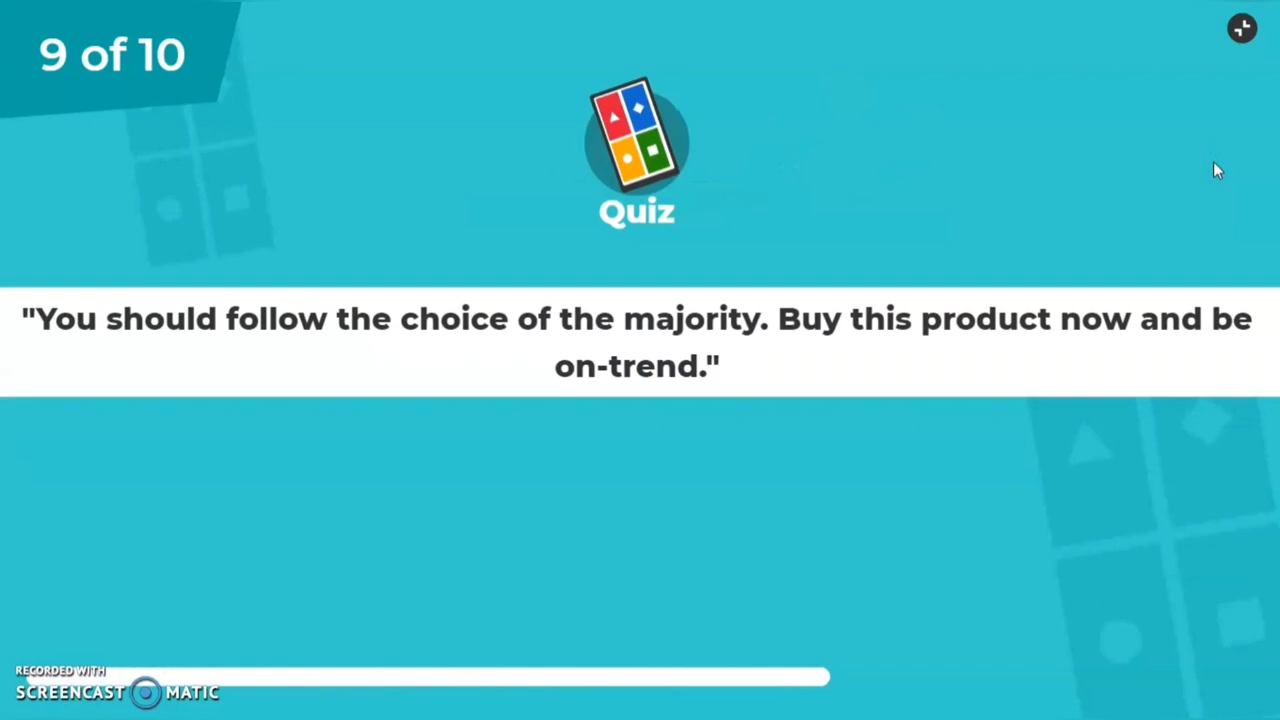 9 of 10
Quiz
"You should follow the choice of the majority. Buy this product now and be
on-trend."
RECORDED WITH
SCREENCAST MATIC